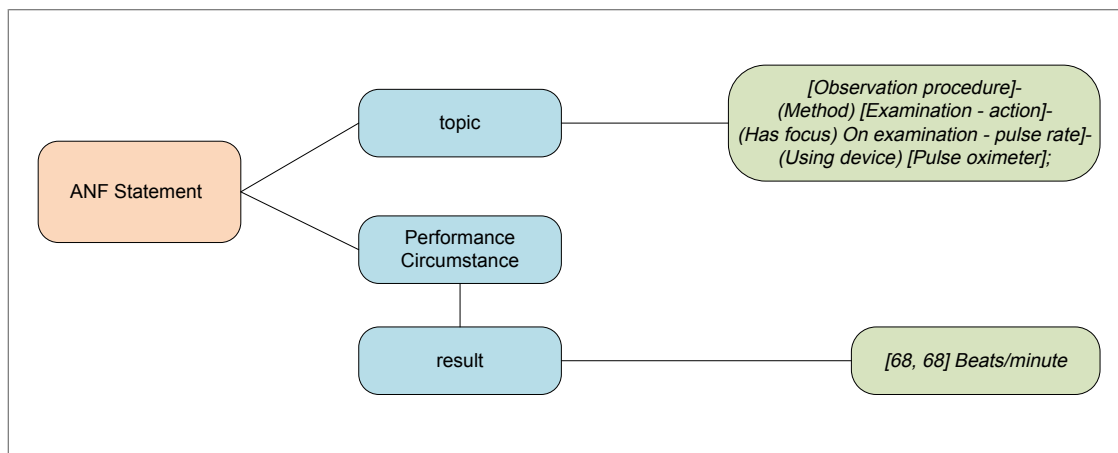 ANF Statement
topic
[Observation procedure]-
(Method) [Examination - action]-
(Has focus) On examination - pulse rate]-
(Using device) [Pulse oximeter];
Performance
Circumstance
result
[68, 68] Beats/minute